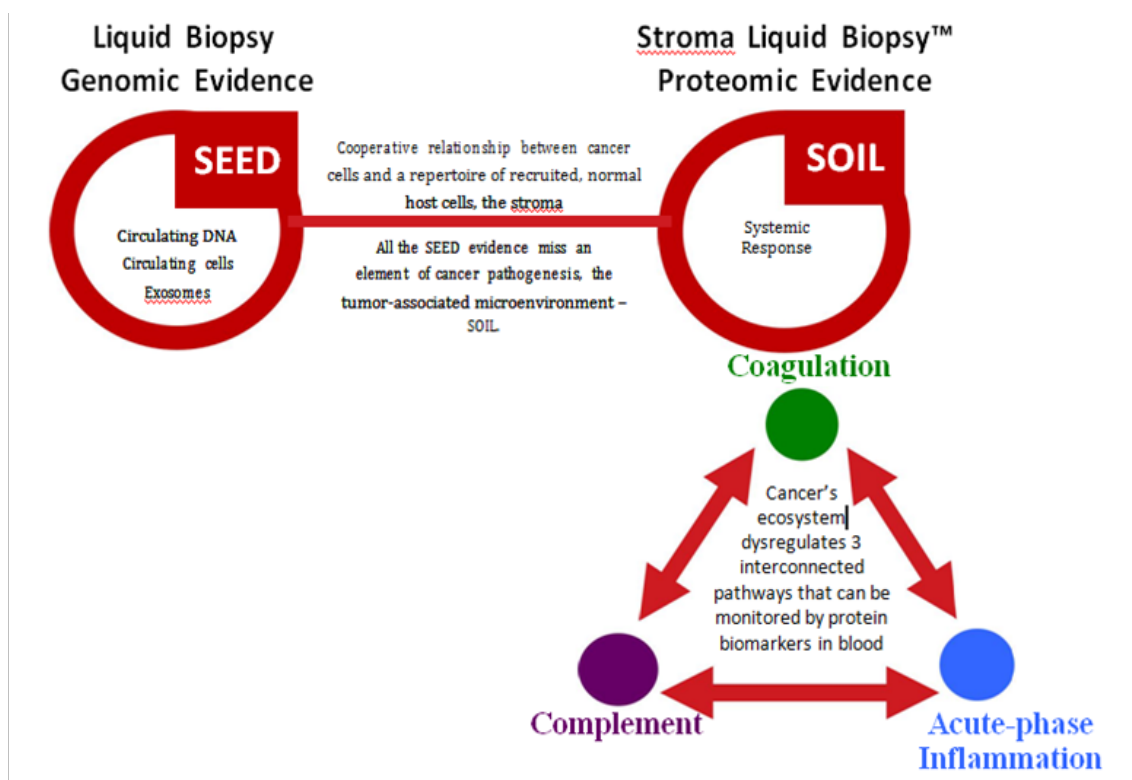 Liquid Biopsy
Genomic Evidence
SEED
Circulating DNA
Circulating cells
Exosomes
Cooperative relationship between cancer
cells and a repertoire of recruited, normal
host cells, the stroma
All the SEED evidence miss an
element of cancer pathogenesis, the
tumor-associated microenvironment –
SOIL.
Stroma Liquid Biopsy™
Proteomic Evidence
SOIL
Systemic
Response
Coagulation
Cancer’s
ecosystem
dysregulates 3
interconnected
pathways that can be
monitored by protein
biomarkers in blood
Complement
Acute-phase
Inflammation